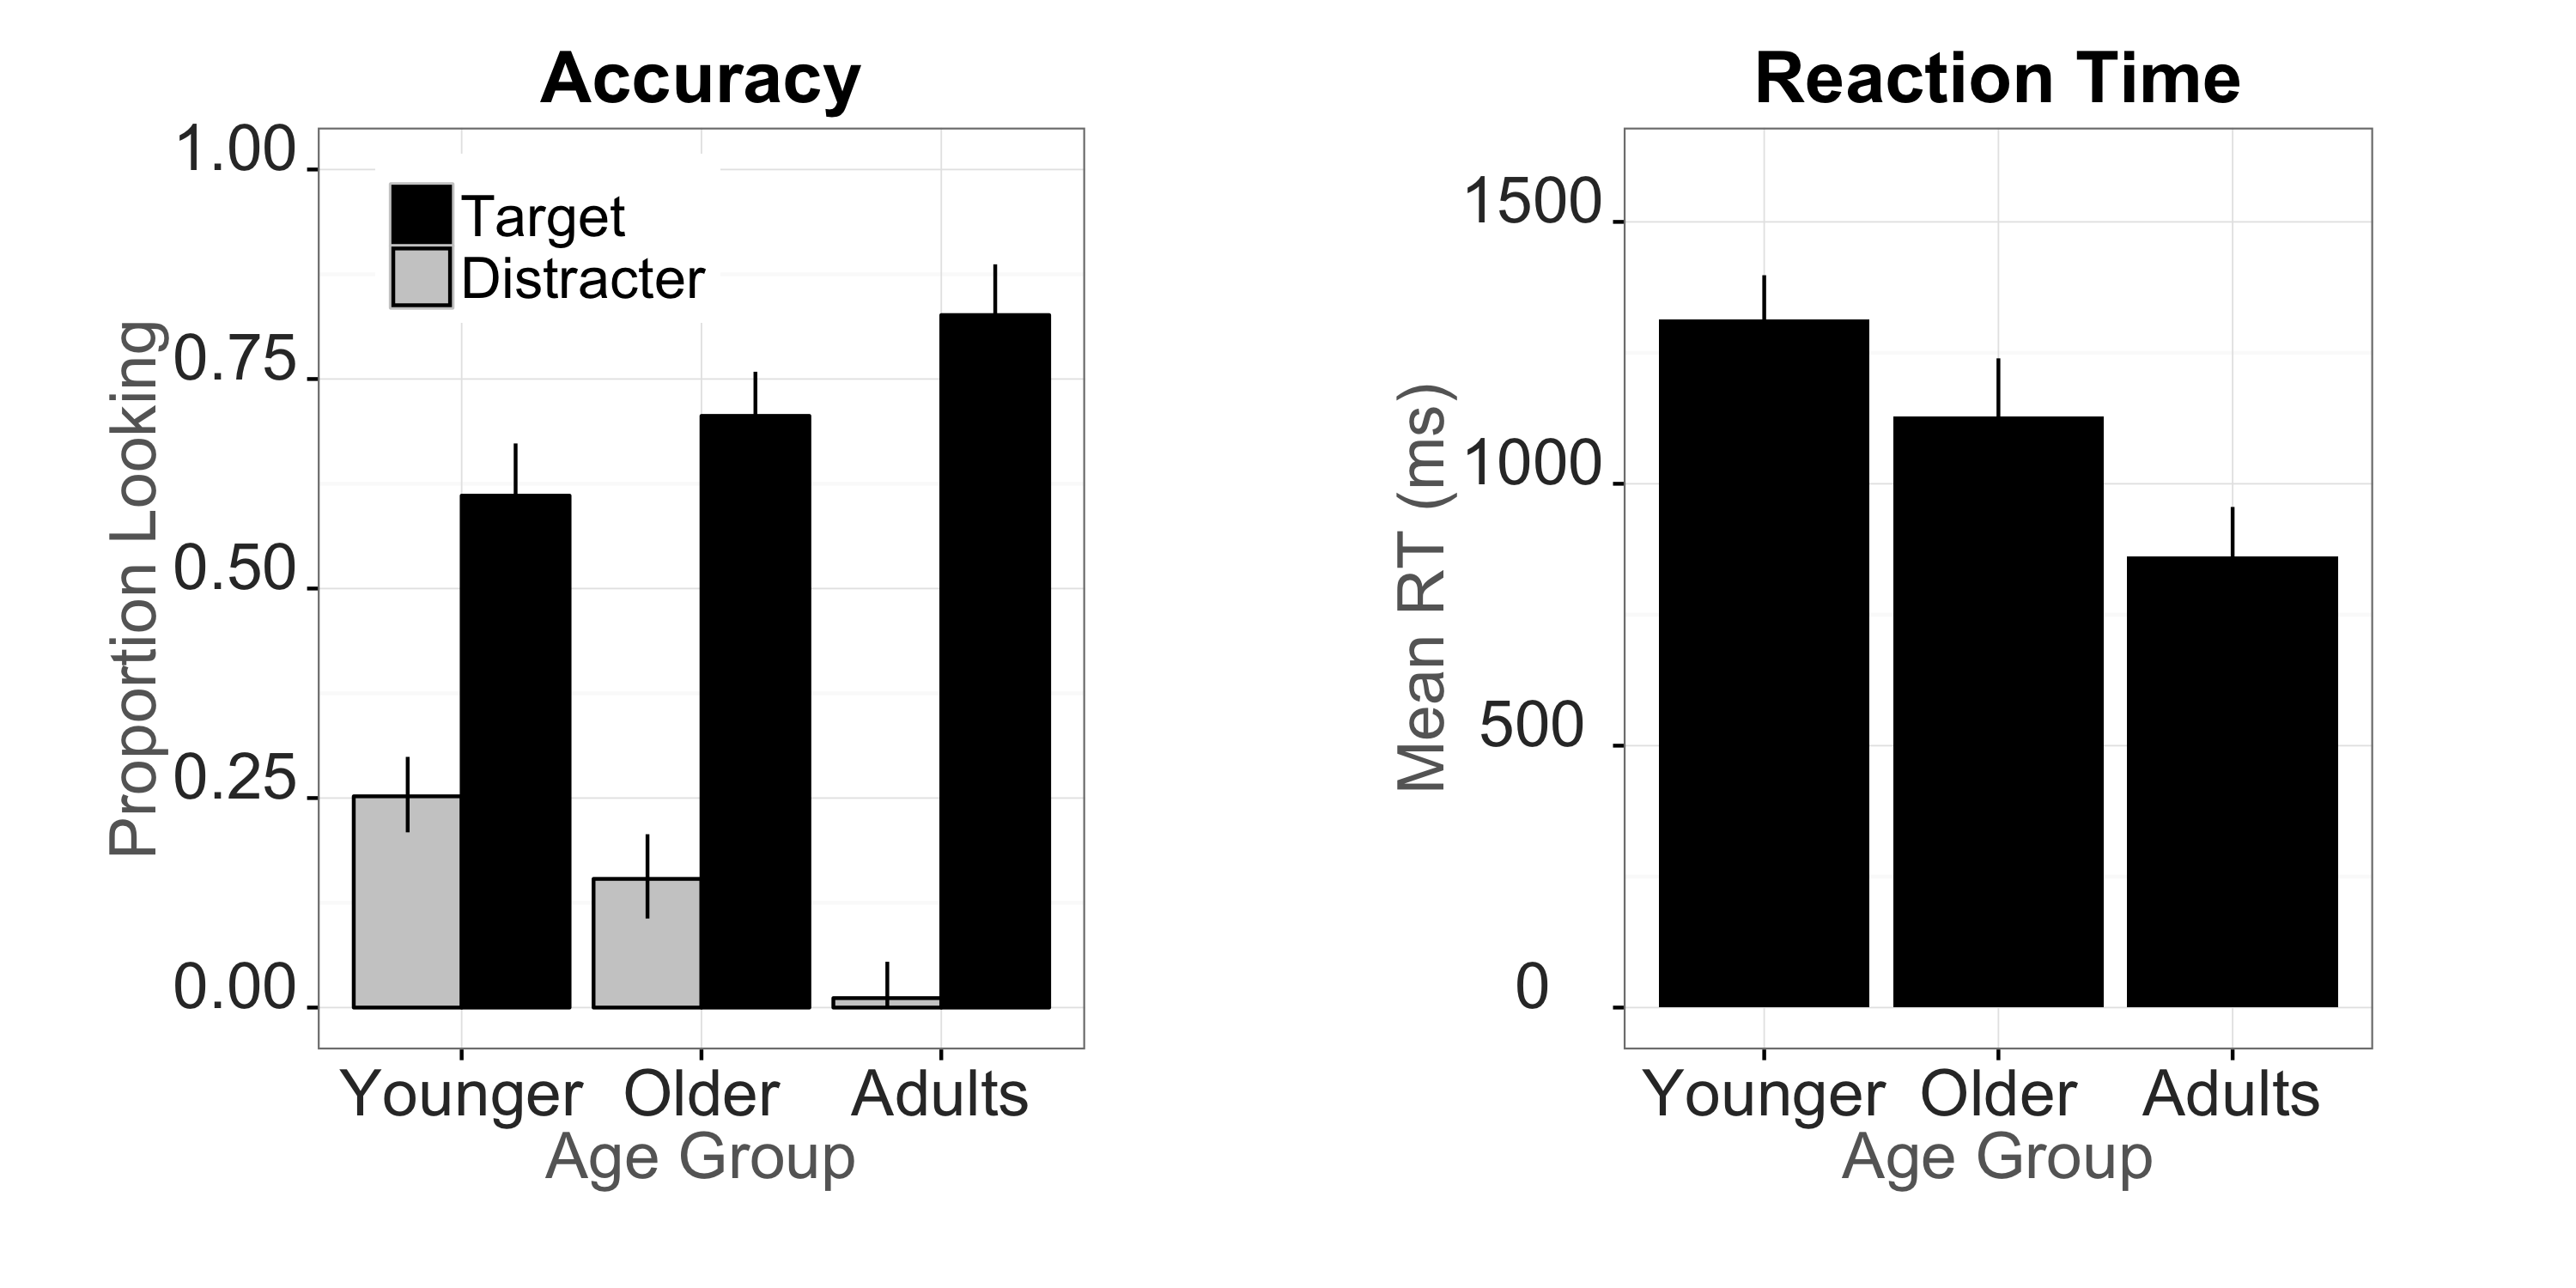 Accuracy
1.00
0.75
0.50
0.25
0.00
Proportion Looking
Target
Distracter
Younger Older Adults
Age Group
Reaction Time
1500
1000
500
0
Mean RT (ms)
Younger Older Adults
Age Group